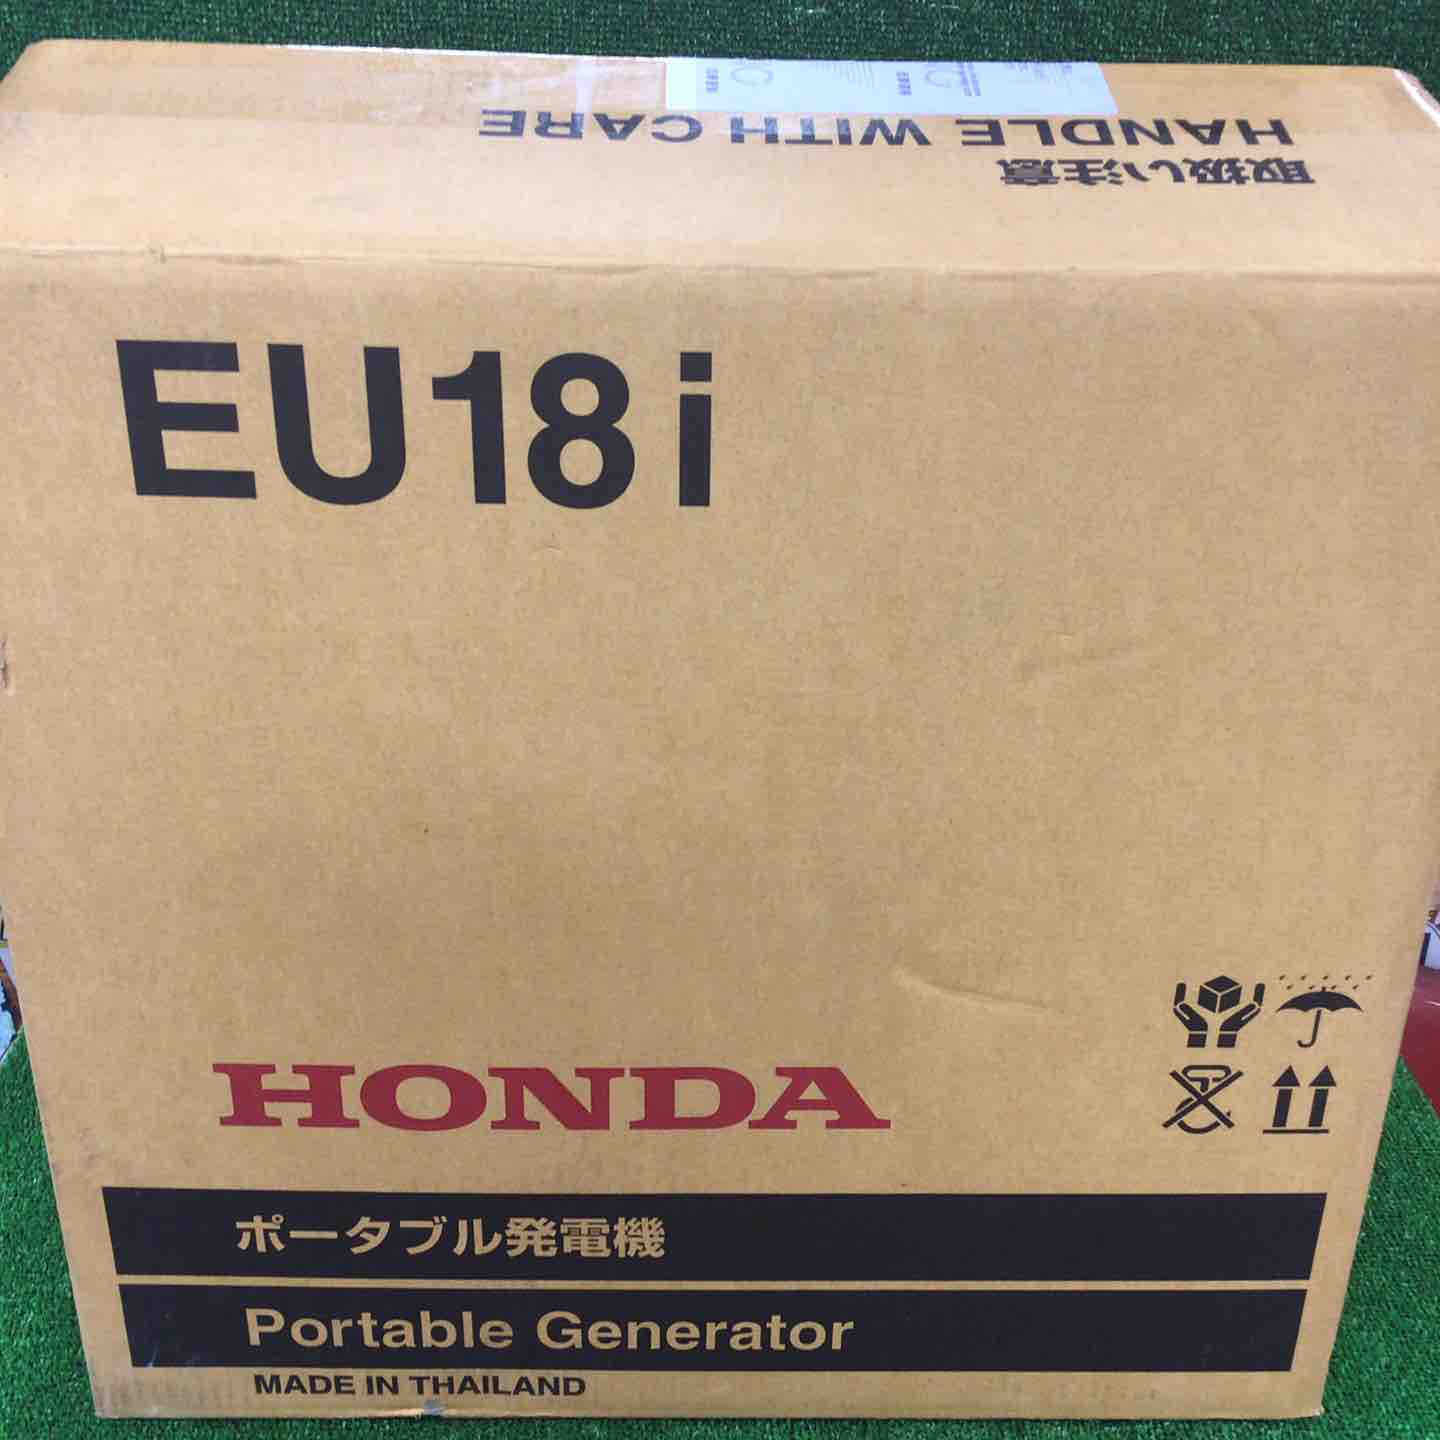 HANDLE WITH CARE
取扱い注意
EU18i
HONDA
ポータブル発電機
Portable Generator
MADE IN THAILAND